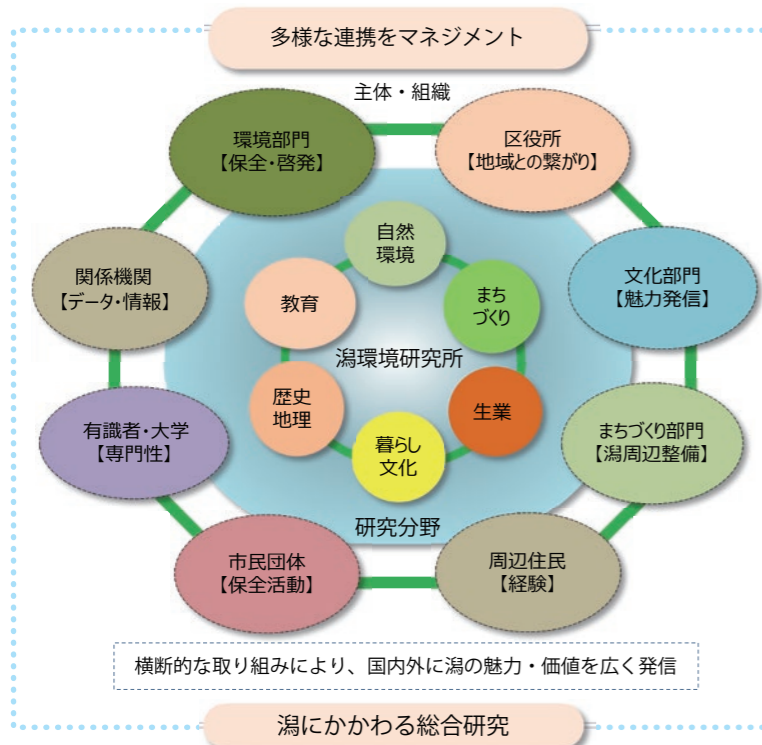 多様な連携をマネジメント
主体・組織
環境部門
【保全・啓発】
区役所
【地域との繋がり】
関係機関
【データ・情報】
文化部門
【魅力発信】
有識者・大学
【専門性】
まちづくり部門
【潟周辺整備】
市民団体
【保全活動】
周辺住民
【経験】
自然
環境
教育
まち
づくり
潟環境研究所
歴史
地理
生業
暮らし
文化
研究分野
横断的な取り組みにより、国内外に潟の魅力・価値を広く発信
潟にかかわる総合研究